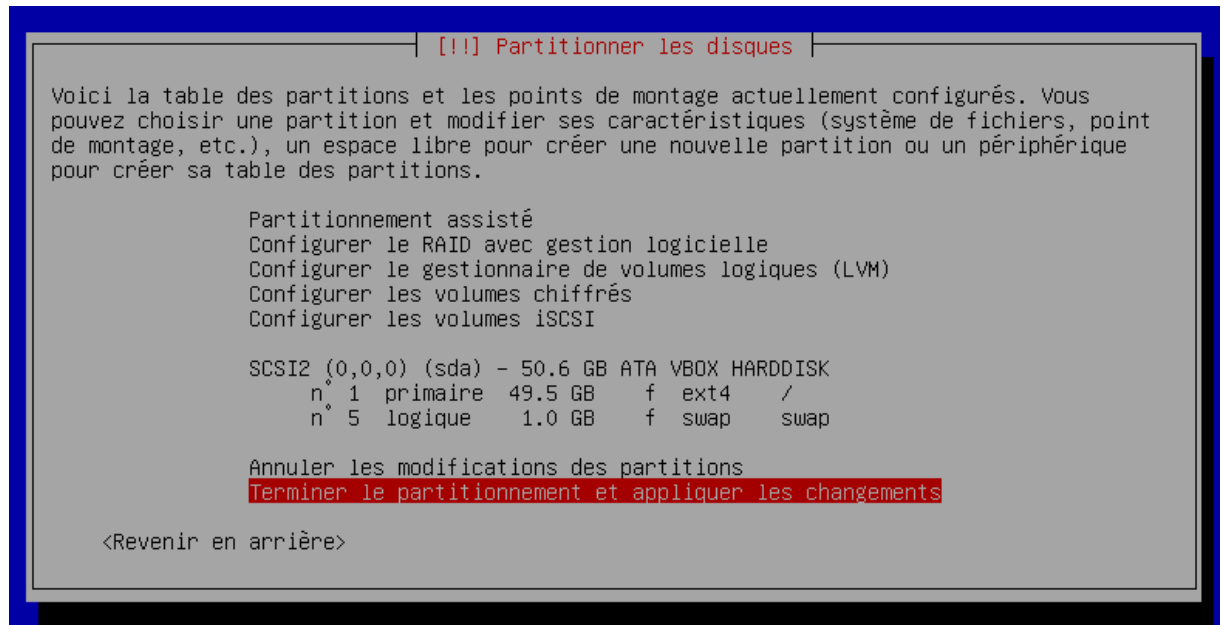 [!!] Partitionner les disques
Voici la table des partitions et les points de montage actuellement configurés. Vous
pouvez choisir une partition et modifier ses caractéristiques (système de fichiers, point
de montage, etc.), un espace libre pour créer une nouvelle partition ou un périphérique
pour créer sa table des partitions.
Partitionnement assisté
Configurer le RAID avec gestion logicielle
Configurer le gestionnaire de volumes logiques (LVM)
Configurer les volumes chiffrés
Configurer les volumes iSCSI
SCSI2 (0,0,0) (sda) - 50.6 GB ATA VBOX HARDDISK
n° 1 primaire 49.5 GB f ext4 /
n° 5 logique 1.0 GB f swap swap
Annuler les modifications des partitions
Terminer le partitionnement et appliquer les changements
<Revenir en arrière>